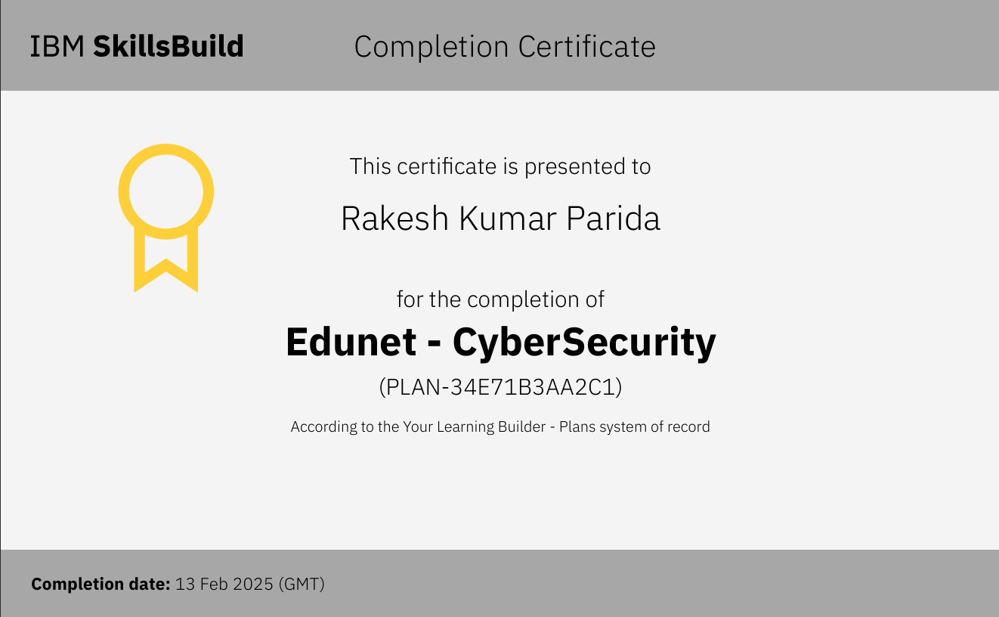 IBM SkillsBuild
Completion Certificate
This certificate is presented to
Rakesh Kumar Parida
for the completion of
Edunet - CyberSecurity
(PLAN-34E71B3AA2C1)
According to the Your Learning Builder - Plans system of record
Completion date: 13 Feb 2025 (GMT)